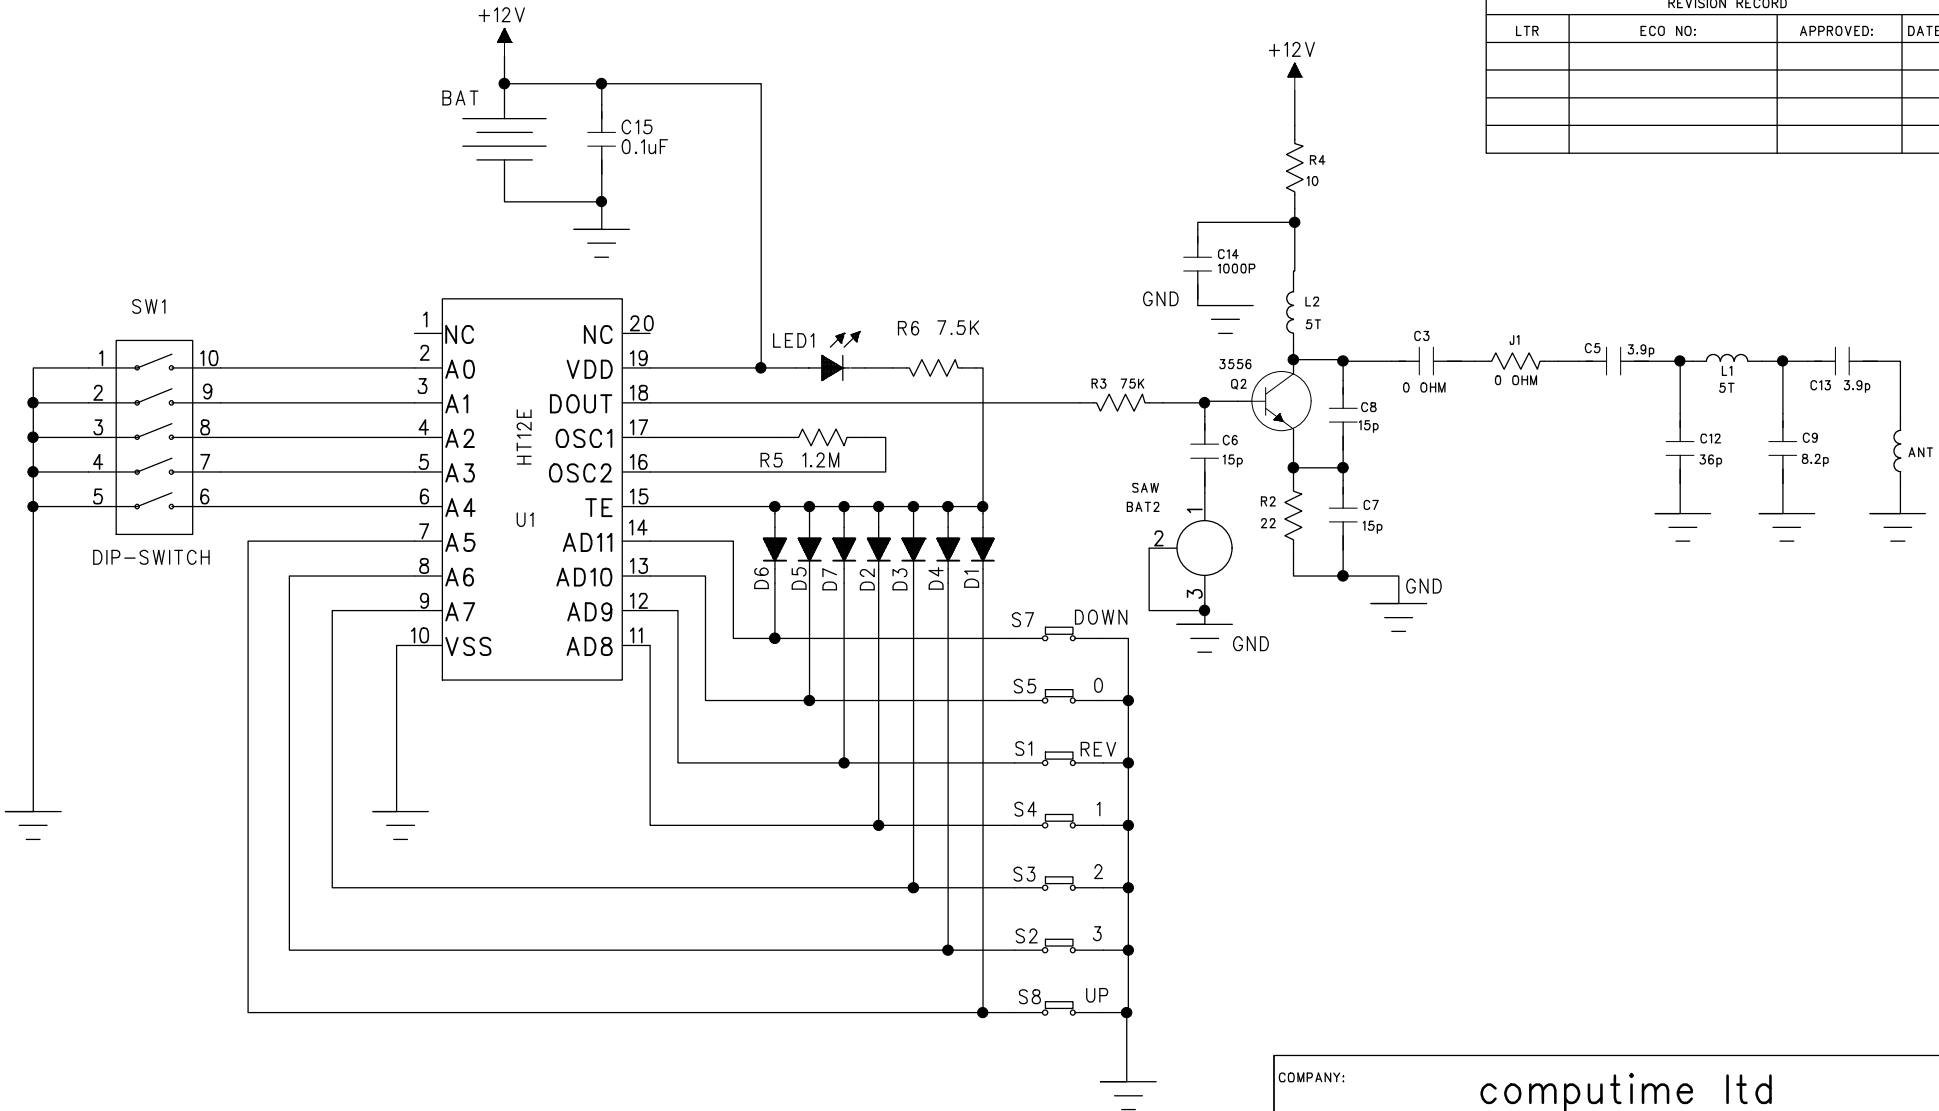 REVISION RECORD
LTR ECO NO: APPROVED: DATE
+12V
BAT
C15
0.1uF
+12V
R4
10
C14
1000P
GND
L2
5T
SW1
1 10
2 9
3 8
4 7
5 6
DIP-SWITCH
1 NC NC 20
2 A0 VDD 19
3 A1 DOUT 18
4 A2 OSC1 17
5 A3 OSC2 16
6 A4 TE 15
7 A5 AD11 14
8 A6 AD10 13
9 A7 AD9 12
10 VSS AD8 11
HT12E
U1
LED1
R6 7.5K
R5 1.2M
R3 75K
3556
Q2
C6
15p
SAW
BAT2
1
2
3
GND
C8
15p
R2
22
C7
15p
GND
C3
0 OHM
J1
0 OHM
C5 3.9p
L1
5T
C13 3.9p
C12
36p
C9
8.2p
ANT
D6 D5 D7 D2 D3 D4 D1
S7 DOWN
S5 0
S1 REV
S4 1
S3 2
S2 3
S8 UP
COMPANY:
computime ltd